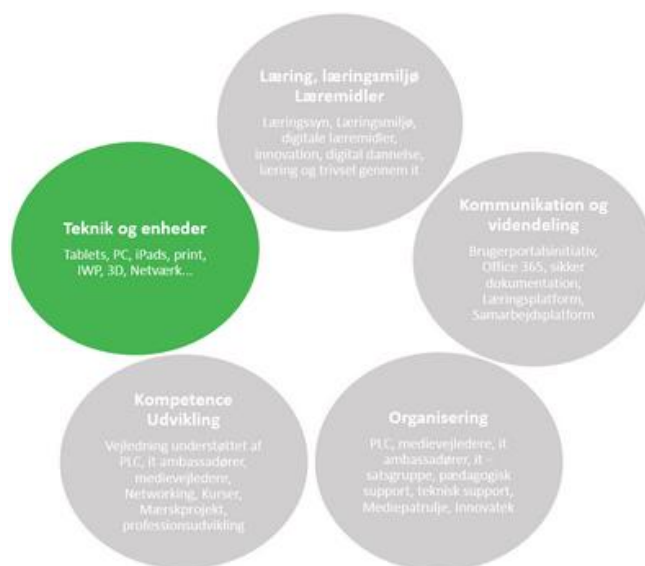 Læring, læringsmiljø
Læremidler
Læringssyn, Læringsmiljø,
digitale læremidler,
innovation, digital dannelse,
læring og trivsel gennem it
Teknik og enheder
Tablets, PC, iPads, print,
IWP, 3D, Netværk...
Kommunikation og
videndeling
Brugerportalsinitiativ,
Office 365, sikker
dokumentation,
Læringsplatform,
Samarbejdsplatform
Kompetence
Udvikling
Vejledning understøttet af
PLC, it ambassadører,
medievejledere,
Networking, Kurser,
Mærskprojekt,
professionsudvikling
Organisering
PLC, medievejledere, it
ambassadører, it -
satsgruppe, pædagogisk
support, teknisk support,
Mediepatrulje, Innovatek